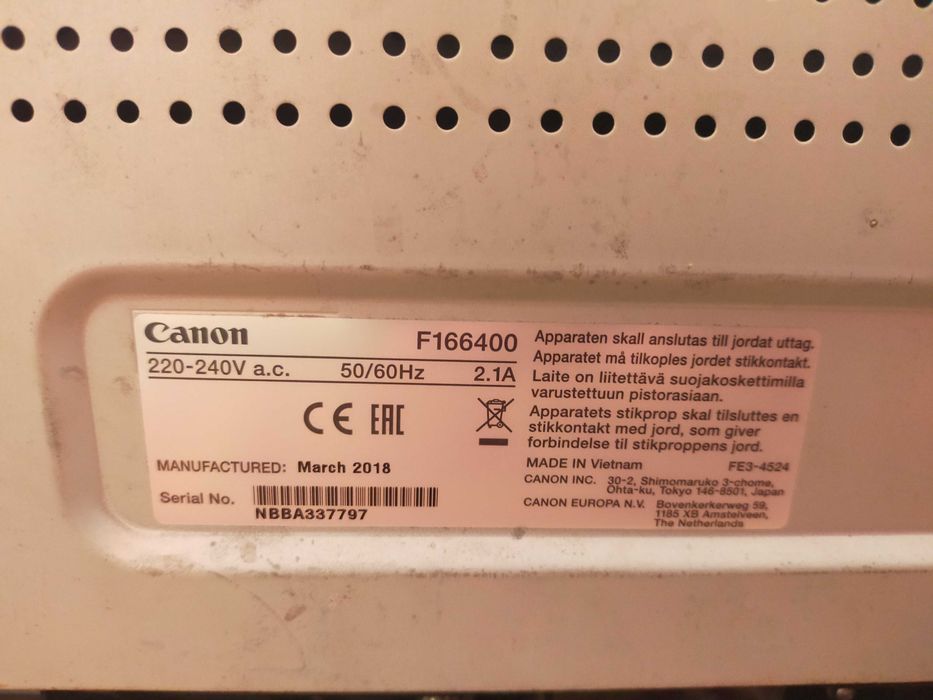 Canon
F166400
220-240V a.c. 50/60Hz 2.1A
CE EAC
MANUFACTURED: March 2018
Serial No.
NBBA337797
Apparaten skall anslutas till jordat uttag.
Apparatet må tilkoples jordet stikkontakt.
Laite on liitettävä suojakoskettimilla
varustettuun pistorasiaan.
Apparatets stikprop skal tilsluttes en
stikkontakt med jord, som giver
forbindelse til stikproppens jord.
MADE IN Vietnam FE3-4524
CANON INC. 30-2, Shimomaruko 3-chome,
Ohta-ku, Tokyo 146-8501, Japan
CANON EUROPA N.V. Bovenkerkerweg 59,
1185 XB Amstelveen,
The Netherlands